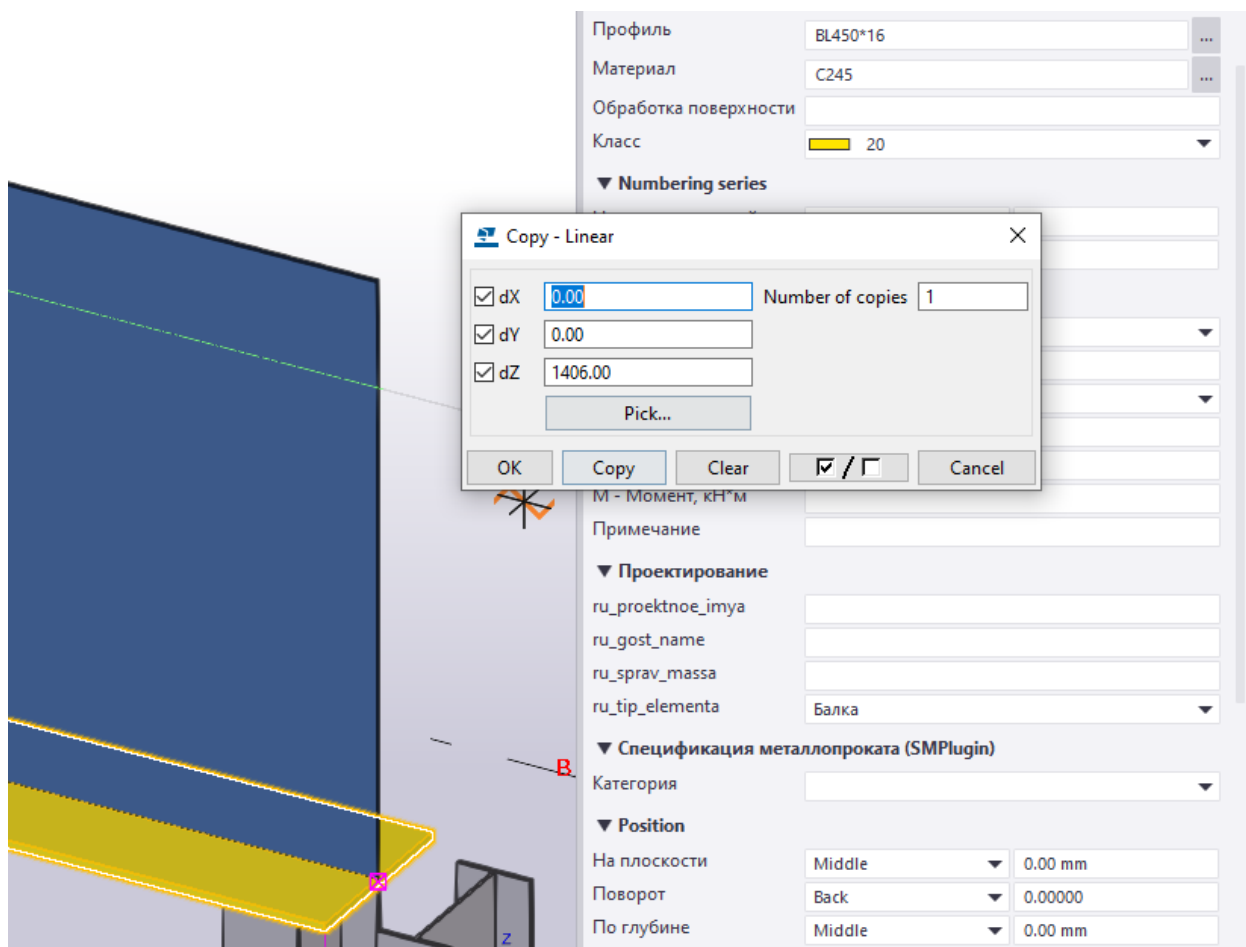 Профиль BL450*16 ...
Материал C245 ...
Обработка поверхности
Класс 20
Numbering series
Copy - Linear
dX 0.00 Number of copies 1
dY 0.00
dZ 1406.00
Pick...
OK Copy Clear / Cancel
М - Момент, кН*м
Примечание
Проектирование
ru_proektnoe_imya
ru_gost_name
ru_sprav_massa
ru_tip_elementa Балка
Спецификация металлопроката (SMPlugin)
B
Категория
Position
На плоскости Middle 0.00 mm
Поворот Back 0.00000
По глубине Middle 0.00 mm
Z